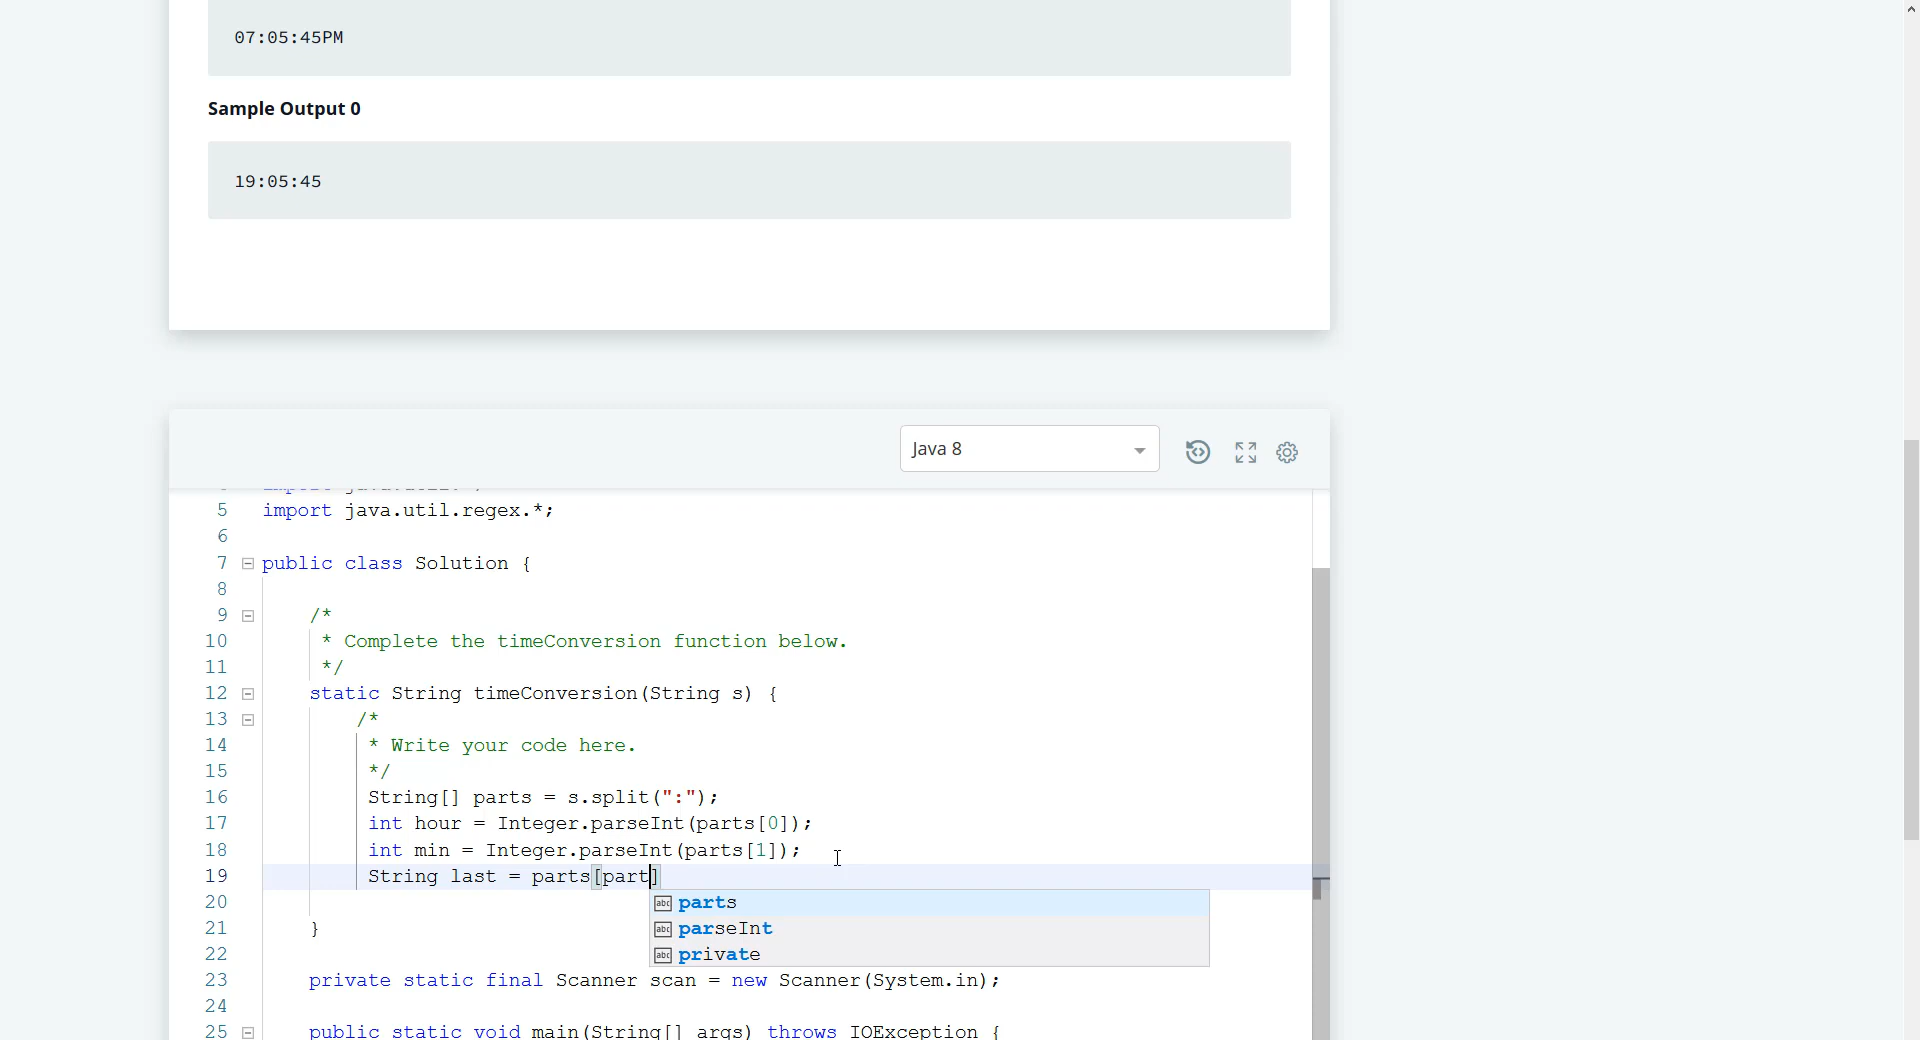 07:05:45PM
Sample Output 0
19:05:45
Java 8
5 import java.util.regex.*;
6
7 public class Solution {
8
9 /*
10 * Complete the timeConversion function below.
11 */
12 static String timeConversion(String s) {
13 /*
14 * Write your code here.
15 */
16 String[] parts = s.split(":");
17 int hour = Integer.parseInt(parts[0]);
18 int min = Integer.parseInt(parts[1]);
19 String last = parts[part]
20
abc parts
21 }
abc parseInt
22
abc private
23 private static final Scanner scan = new Scanner(System.in);
24
25 public static void main(String[] args) throws IOException {